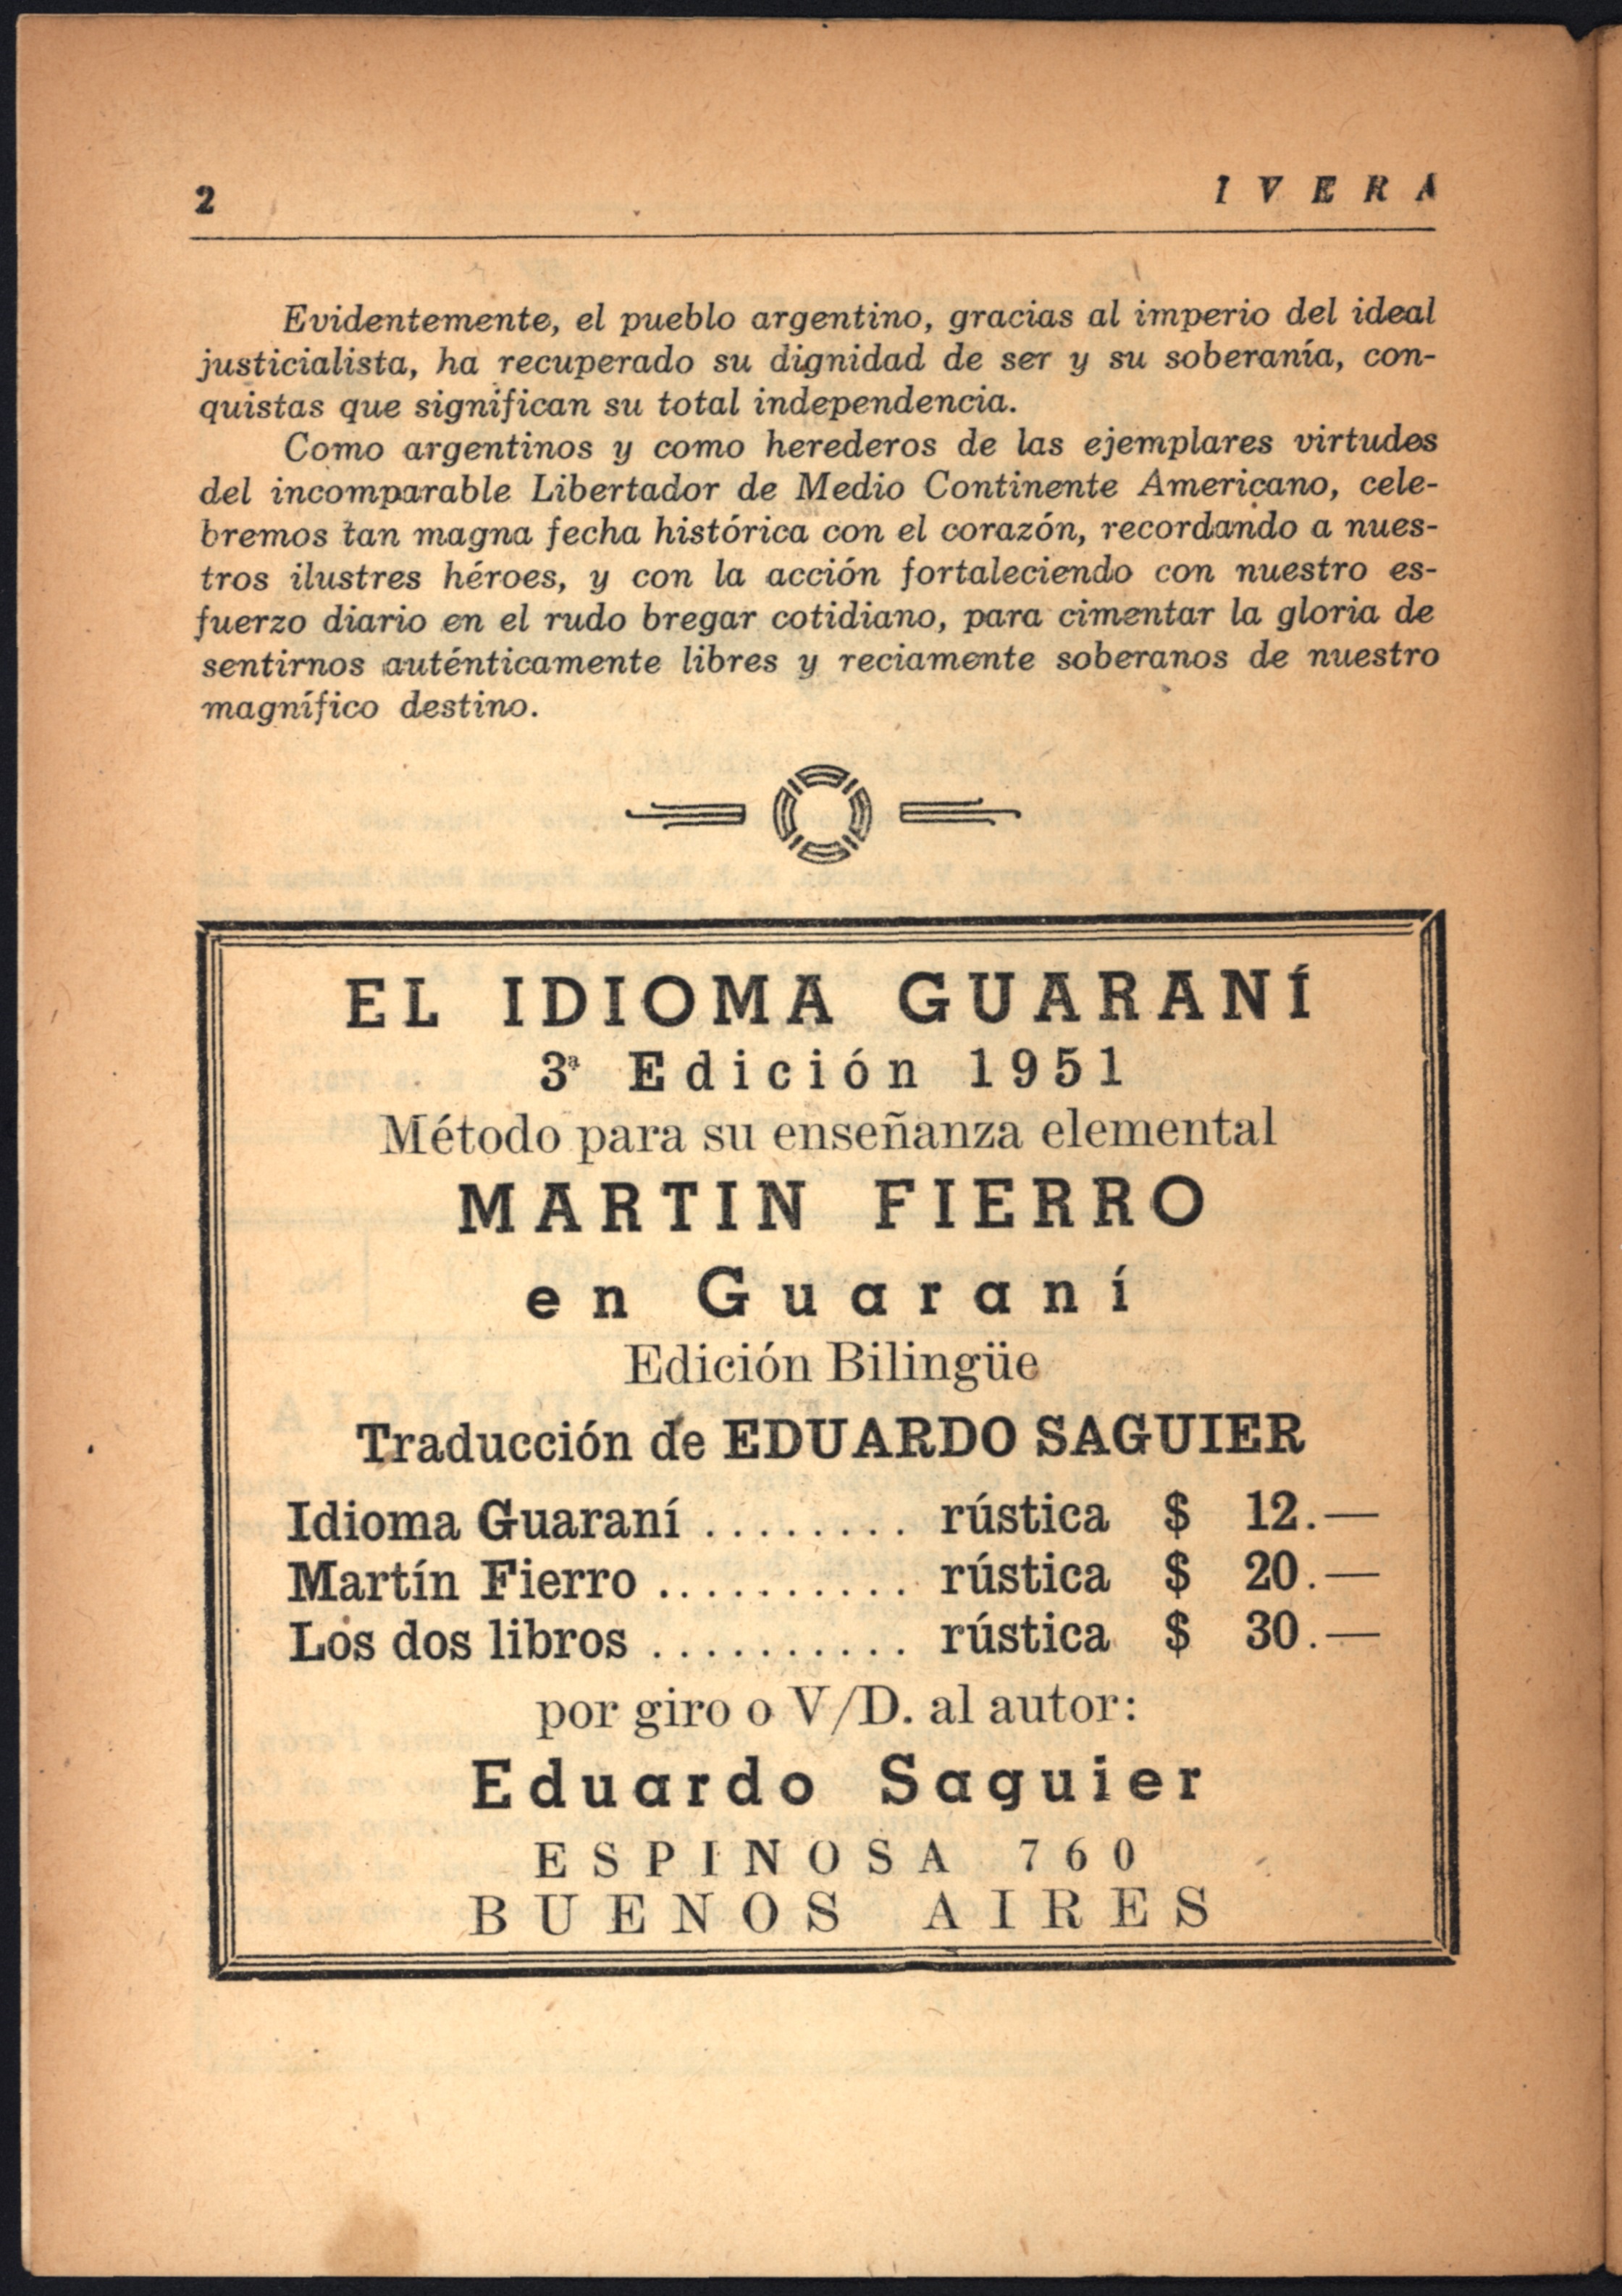 2
IVERA
Evidentemente, el pueblo argentino, gracias al imperio del ideal
justicialista, ha recuperado su dignidad de ser y su soberanía, con-
quistas que significan su total independencia.
Como argentinos y como herederos de las ejemplares virtudes
del incomparable Libertador de Medio Continente Americano, cele-
bremos tan magna fecha histórica con el corazón, recordando a nues-
tros ilustres héroes, y con la acción fortaleciendo con nuestro es-
fuerzo diario en el rudo bregar cotidiano, para cimentar la gloria de
sentirnos auténticamente libres y reciamente soberanos de nuestro
magnífico destino.
EL IDIOMA GUARANÍ
3ª Edición 1951
Método para su enseñanza elemental
MARTIN FIERRO
en Guaraní
Edición Bilingüe
Traducción de EDUARDO SAGUIER
Idioma Guaraní ........ rústica $ 12.—
Martín Fierro .......... rústica $ 20.—
Los dos libros .......... rústica $ 30.—
por giro o V/D. al autor:
Eduardo Saguier
ESPINOSA 760
BUENOS AIRES